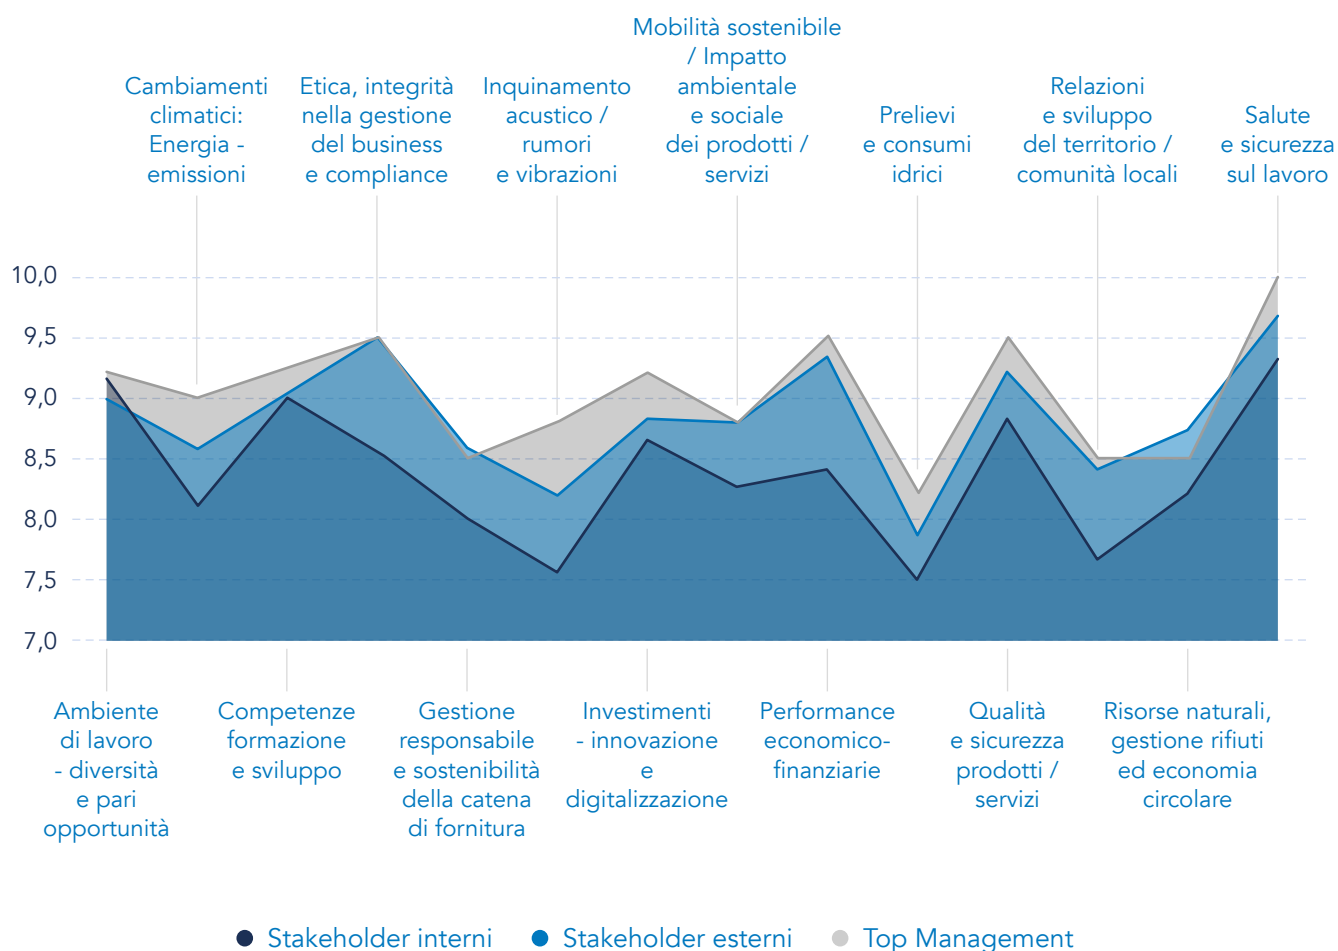 Cambiamenti
climatici:
Energia -
emissioni
Etica, integrità
nella gestione
del business
e compliance
Inquinamento
acustico /
rumori
e vibrazioni
Mobilità sostenibile
/ Impatto
ambientale
e sociale
dei prodotti /
servizi
Prelievi
e consumi
idrici
Relazioni
e sviluppo
del territorio /
comunità locali
Salute
e sicurezza
sul lavoro
10,0
9,5
9,0
8,5
8,0
7,5
7,0
Ambiente
di lavoro
- diversità
e pari
opportunità
Competenze
formazione
e sviluppo
Gestione
responsabile
e sostenibilità
della catena
di fornitura
Investimenti
- innovazione
e
digitalizzazione
Performance
economico-
finanziarie
Qualità
e sicurezza
prodotti /
servizi
Risorse naturali,
gestione rifiuti
ed economia
circolare
Stakeholder interni
Stakeholder esterni
Top Management